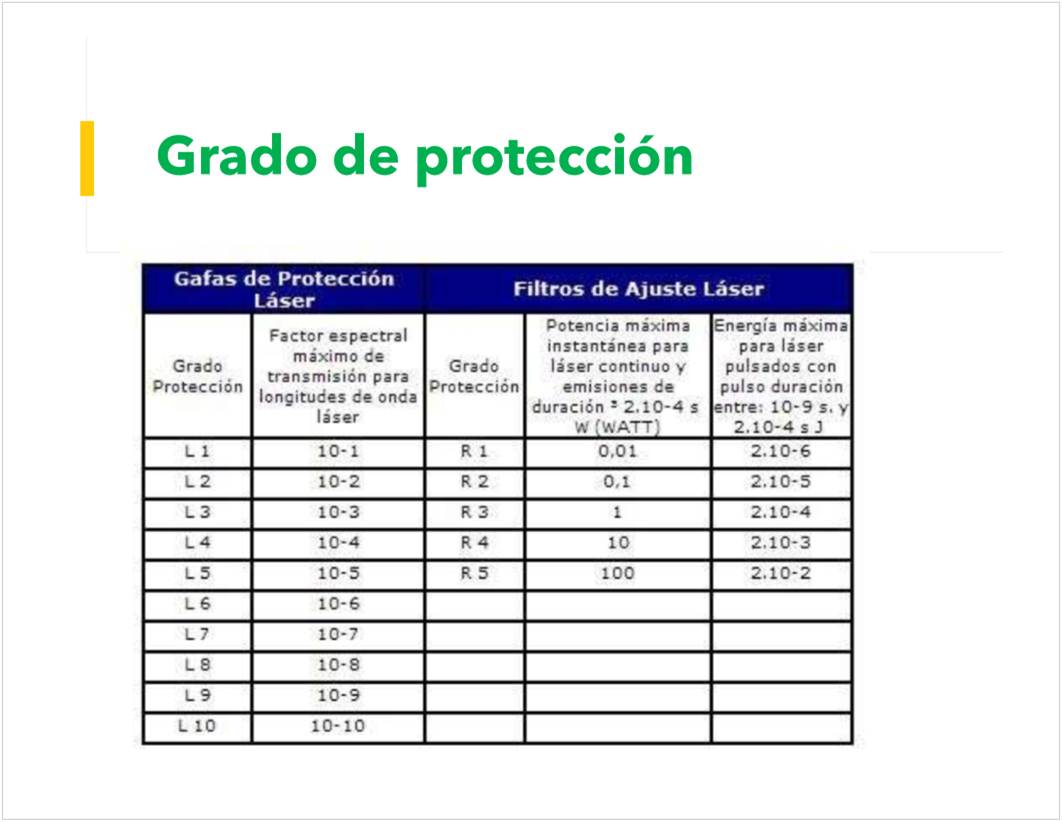 Grado de protección
Gafas de Protección
Láser
Filtros de Ajuste Láser
Grado
Protección
Factor espectral
máximo de
transmisión para
longitudes de onda
láser
Grado
Protección
Potencia máxima
instantánea para
láser continuo y
emisiones de
duración ³ 2.10-4 s
W (WATT)
Energía máxima
para láser
pulsados con
pulso duración
entre: 10-9 s. y
2.10-4 s J
L 1 10-1 R 1 0,01 2.10-6
L 2 10-2 R 2 0,1 2.10-5
L 3 10-3 R 3 1 2.10-4
L 4 10-4 R 4 10 2.10-3
L 5 10-5 R 5 100 2.10-2
L 6 10-6
L 7 10-7
L 8 10-8
L 9 10-9
L 10 10-10